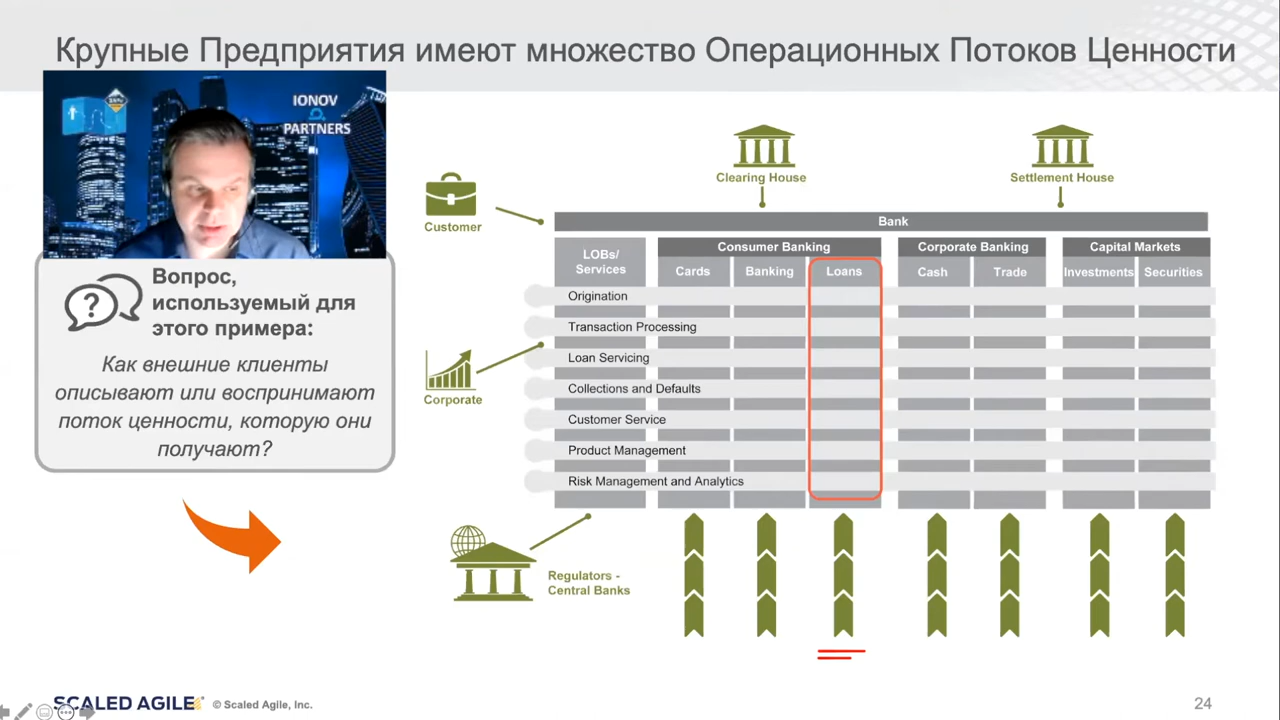 Крупные Предприятия имеют множество Операционных Потоков Ценности
IONOV
PARTNERS
Вопрос,
используемый для
этого примера:
Как внешние клиенты
описывают или воспринимают
поток ценности, которую они
получают?
Clearing House
Settlement House
Customer
Corporate
Regulators -
Central Banks
Bank
LOBs/
Services
Consumer Banking
Corporate Banking
Capital Markets
Cards
Banking
Loans
Cash
Trade
Investments
Securities
Origination
Transaction Processing
Loan Servicing
Collections and Defaults
Customer Service
Product Management
Risk Management and Analytics
SCALED AGILE
© Scaled Agile, Inc.
24